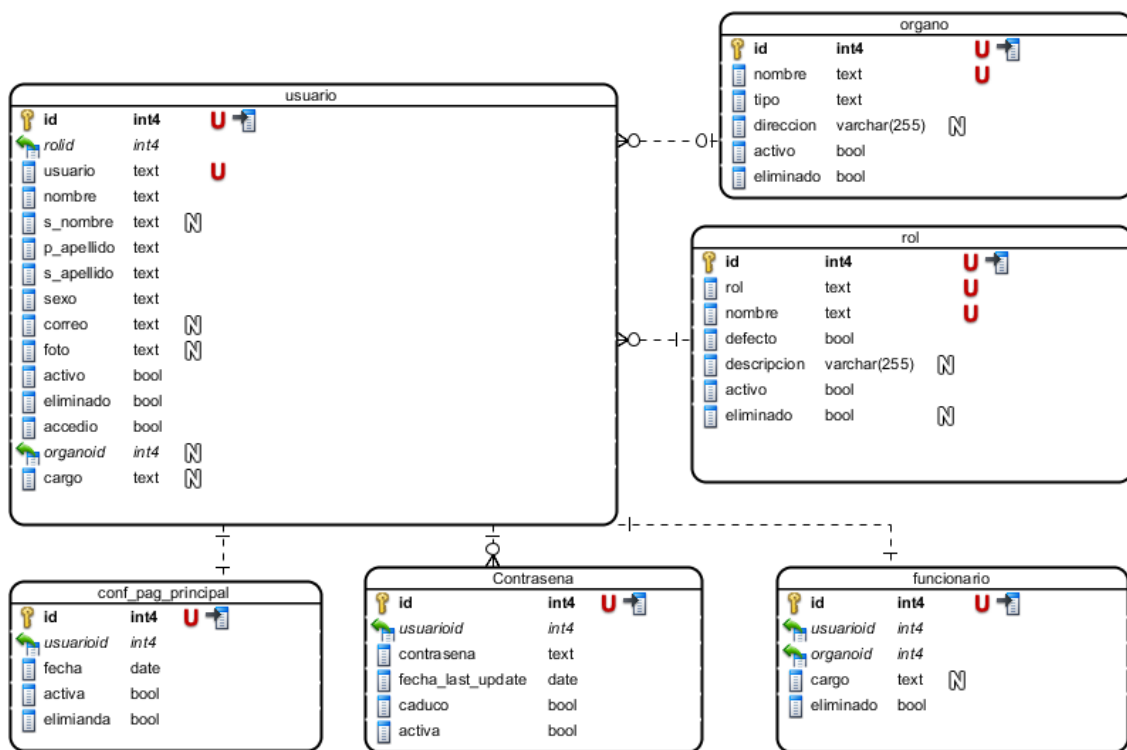 organo
id int4 U
nombre text U
tipo text
direccion varchar(255) N
activo bool
eliminado bool
usuario
id int4 U
rolid int4
usuario text U
nombre text
s_nombre text N
p_apellido text
s_apellido text
sexo text
correo text N
foto text N
activo bool
eliminado bool
accedio bool
organoid int4 N
cargo text N
rol
id int4 U
rol text U
nombre text U
defecto bool
descripcion varchar(255) N
activo bool
eliminado bool N
conf_pag_principal
id int4 U
usuarioid int4
fecha date
activa bool
elimianda bool
Contrasena
id int4 U
usuarioid int4
contrasena text
fecha_last_update date
caduco bool
activa bool
funcionario
id int4 U
usuarioid int4
organoid int4
cargo text N
eliminado bool